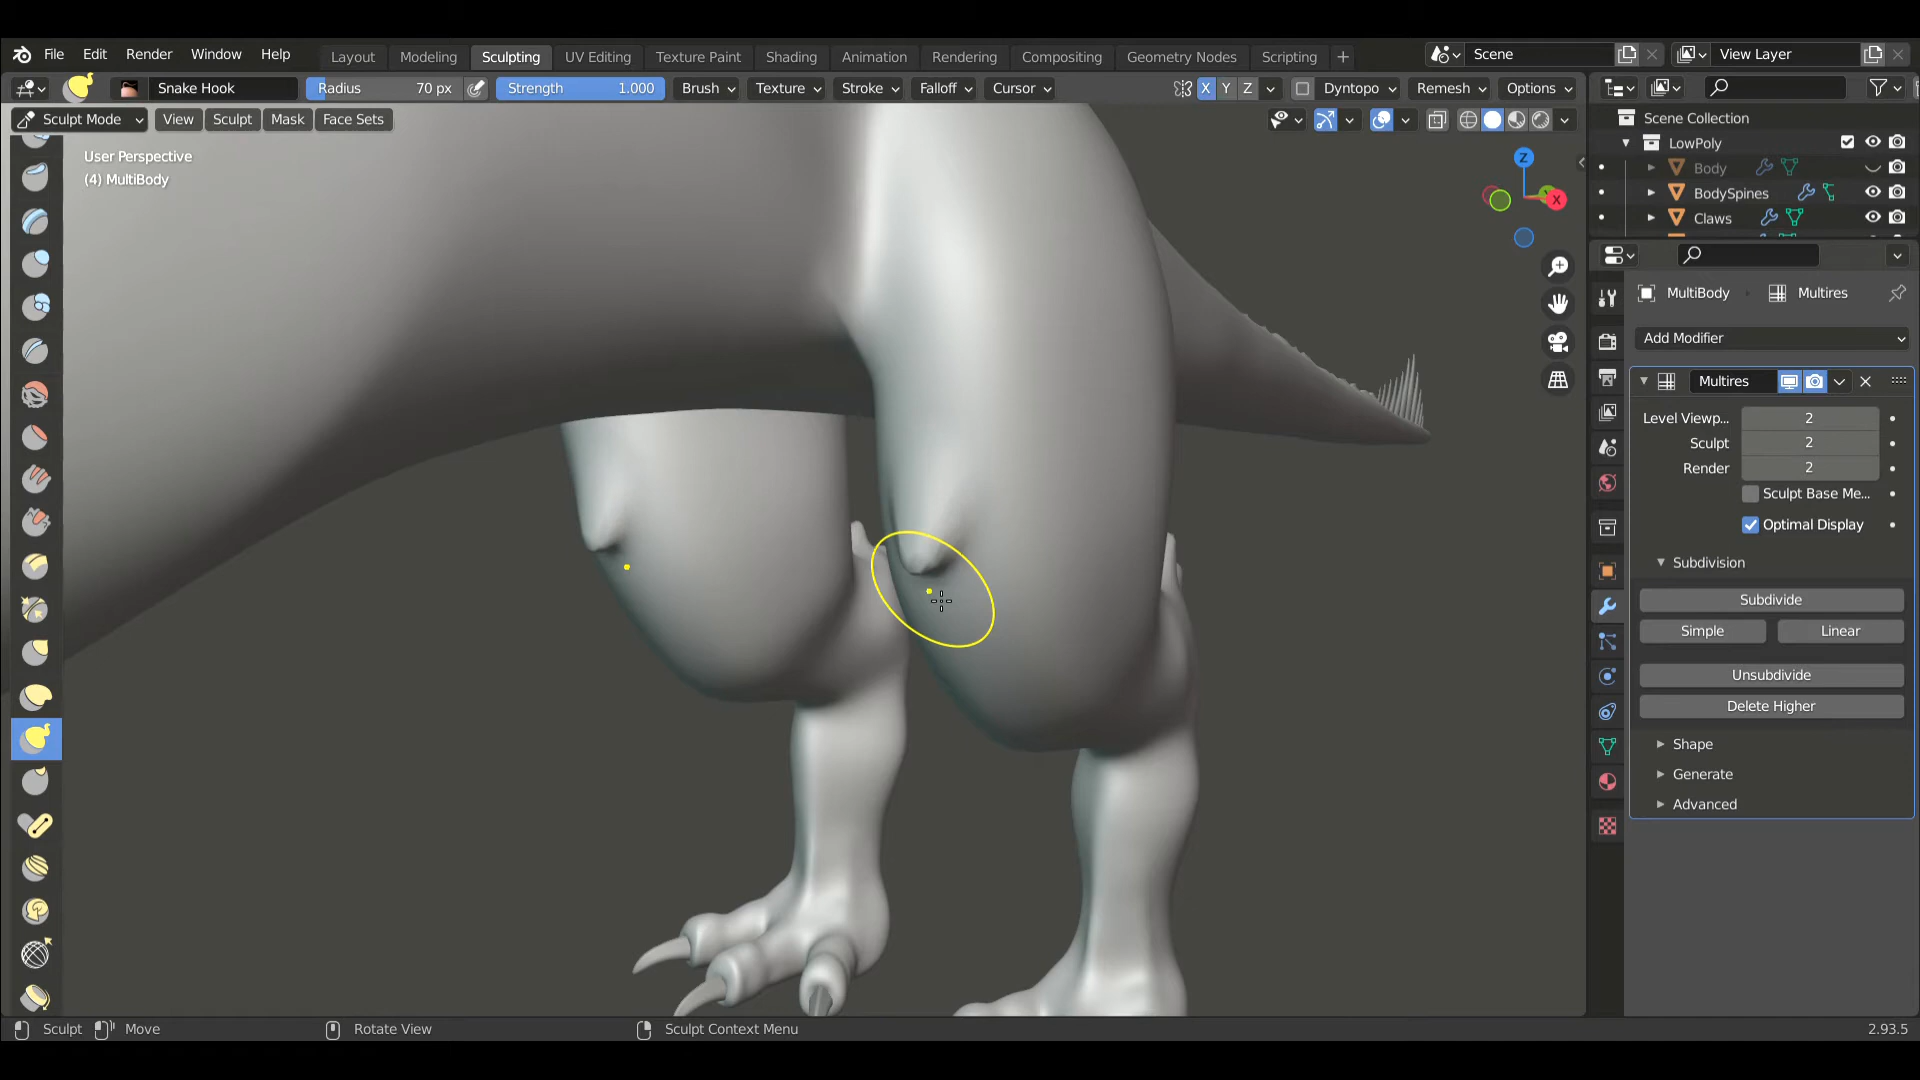 File Edit Render Window Help Layout Modeling Sculpting UV Editing Texture Paint Shading Animation Rendering Compositing Geometry Nodes Scripting + Scene View Layer
Snake Hook Radius 70 px Strength 1.000 Brush Texture Stroke Falloff Cursor X Y Z Dyntopo Remesh Options
Sculpt Mode View Sculpt Mask Face Sets
User Perspective
(4) MultiBody
Z
X
Scene Collection
LowPoly
Body
BodySpines
Claws
MultiBody Multires
Add Modifier
Multires
Level Viewp... 2
Sculpt 2
Render 2
Sculpt Base Me...
Optimal Display
Subdivision
Subdivide
Simple Linear
Unsubdivide
Delete Higher
Shape
Generate
Advanced
Sculpt Move Rotate View Sculpt Context Menu 2.93.5